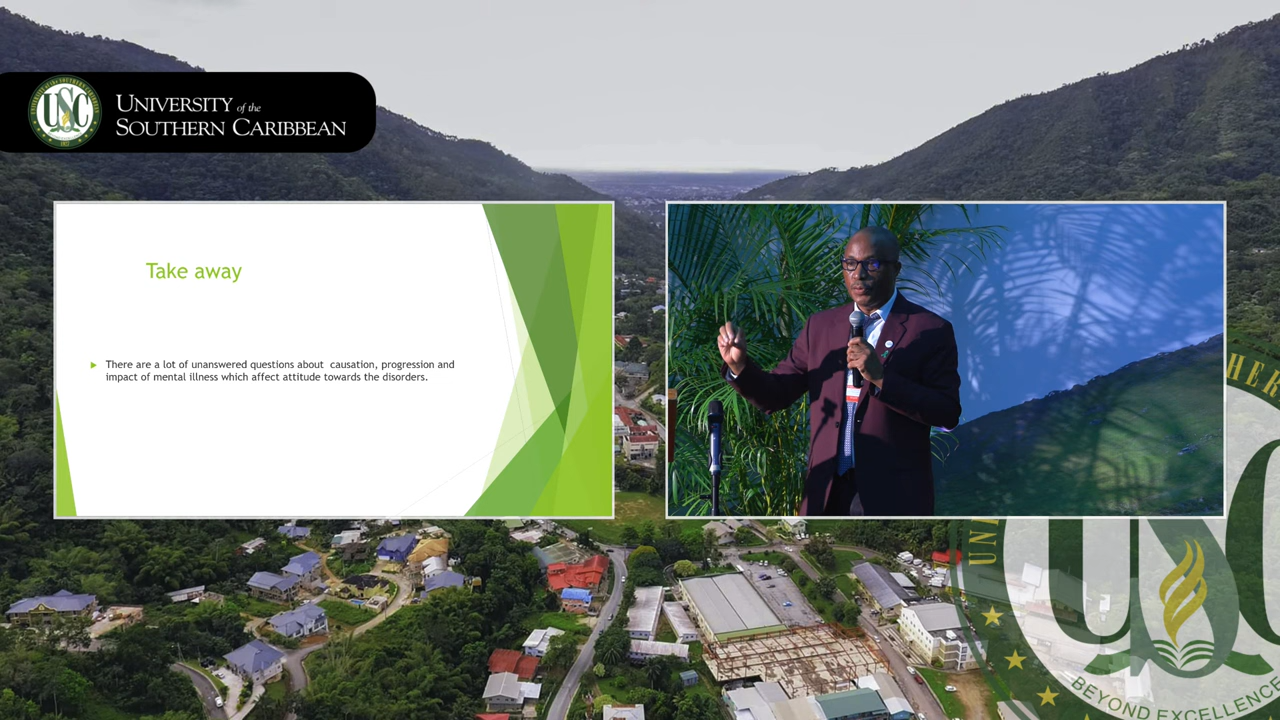 UNIVERSITY of the
SOUTHERN CARIBBEAN
USC
Take away
There are a lot of unanswered questions about  causation, progression and
impact of mental illness which affect attitude towards the disorders.
BEYOND EXCELLENCE